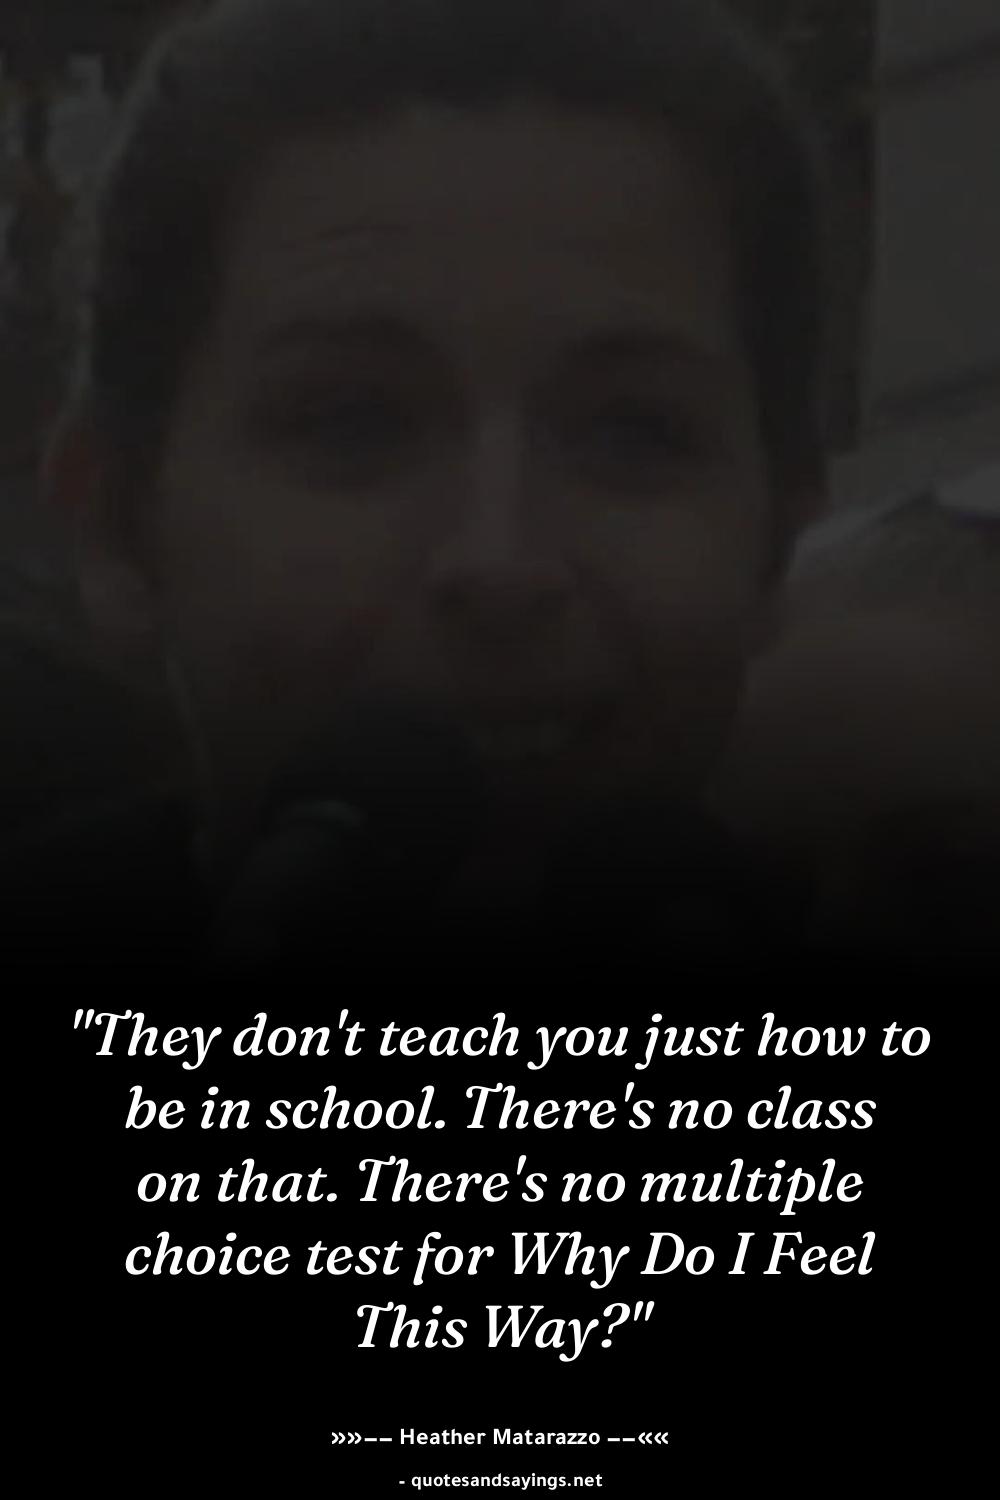 "They don't teach you just how to
be in school. There's no class
on that. There's no multiple
choice test for Why Do I Feel
This Way?"
»»−− Heather Matarazzo −−««
- quotesandsayings.net